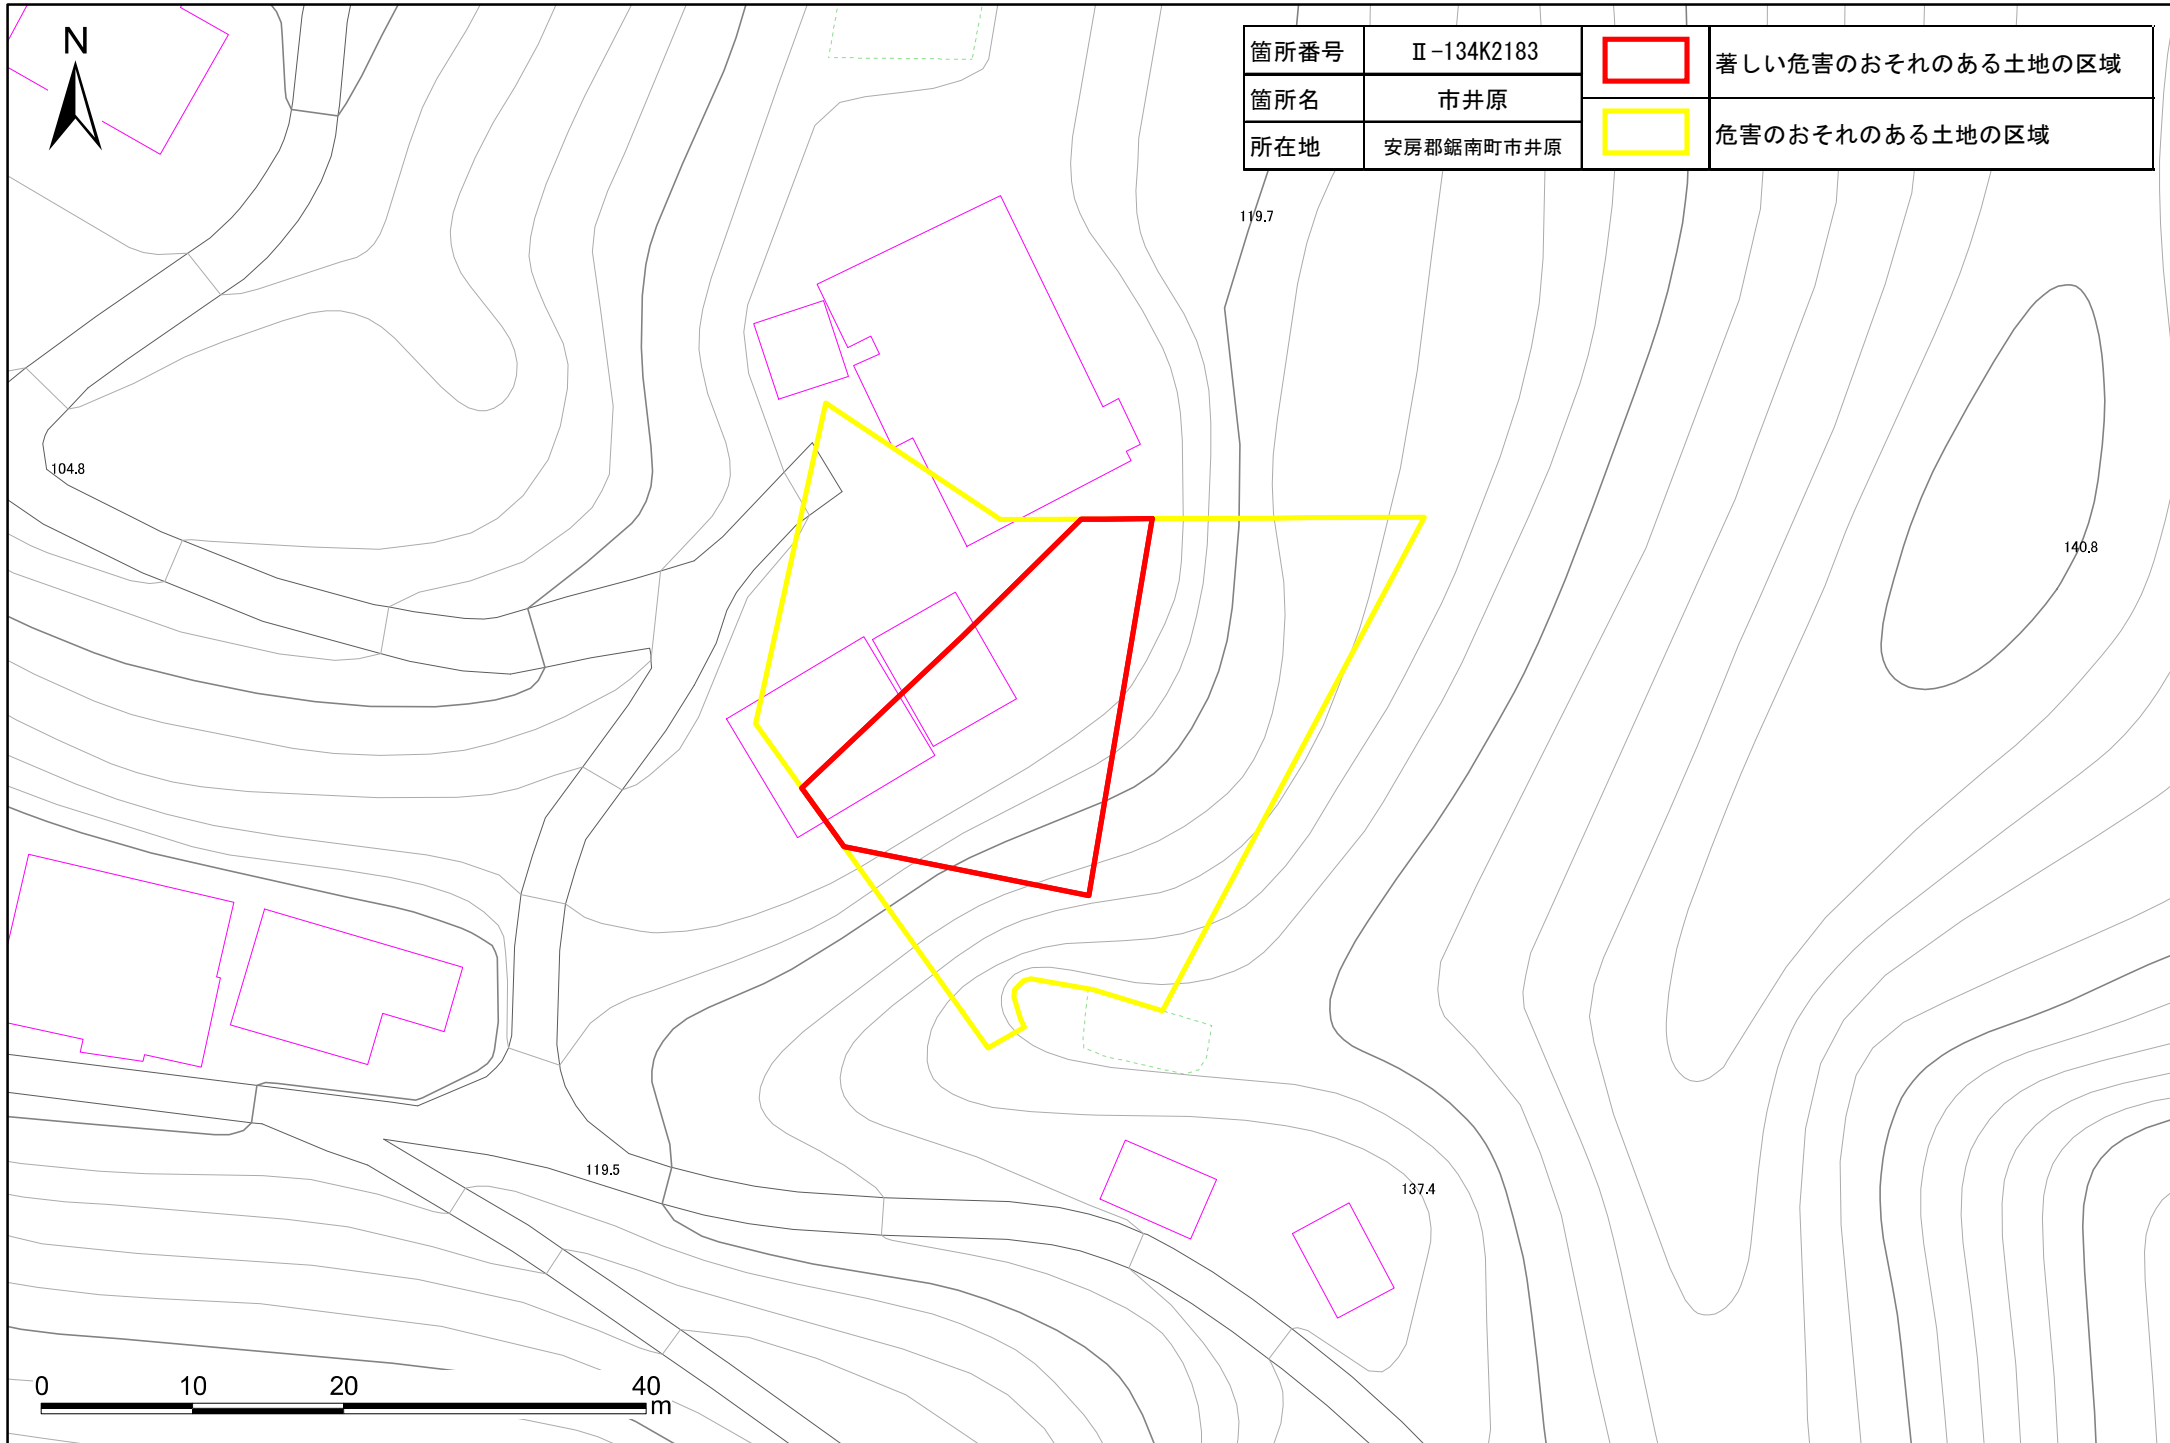 N
箇所番号 Ⅱ-134K2183
著しい危害のおそれのある土地の区域
箇所名 市井原
危害のおそれのある土地の区域
所在地 安房郡鋸南町市井原
119.7
104.8
140.8
119.5
137.4
0 10 20 40
m